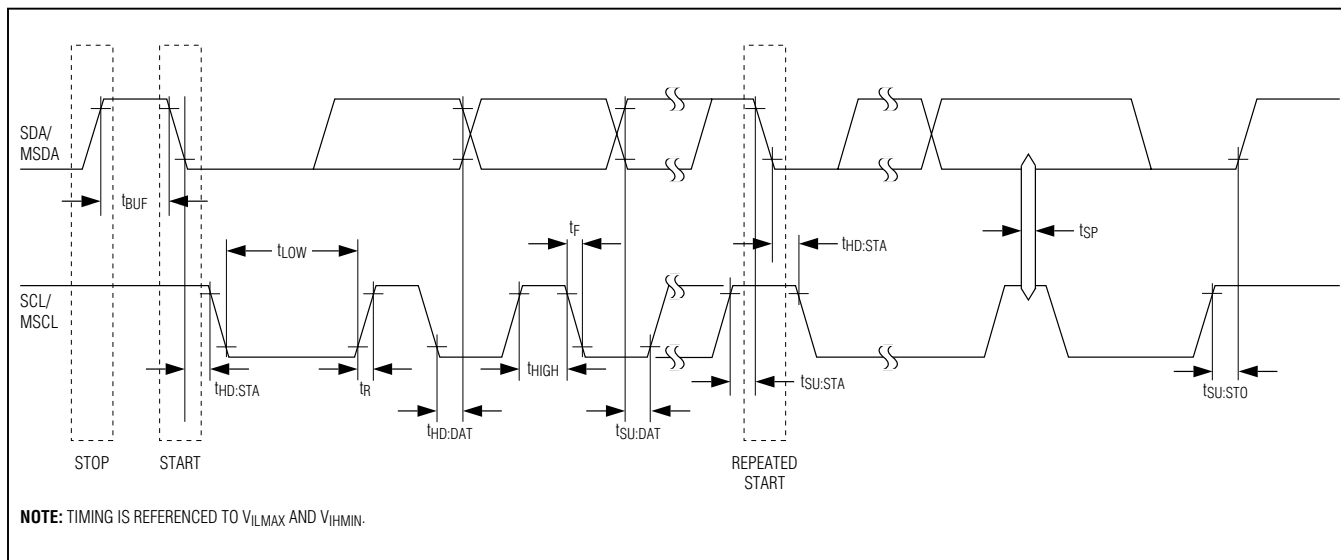 SDA/
MSDA
tBUF
tLOW
tF
tHD:STA
tSP
SCL/
MSCL
tHD:STA
tR
tHD:DAT
tHIGH
tSU:DAT
tSU:STA
tSU:STO
STOP
START
REPEATED
START
NOTE: TIMING IS REFERENCED TO VILMAX AND VIHMIN.